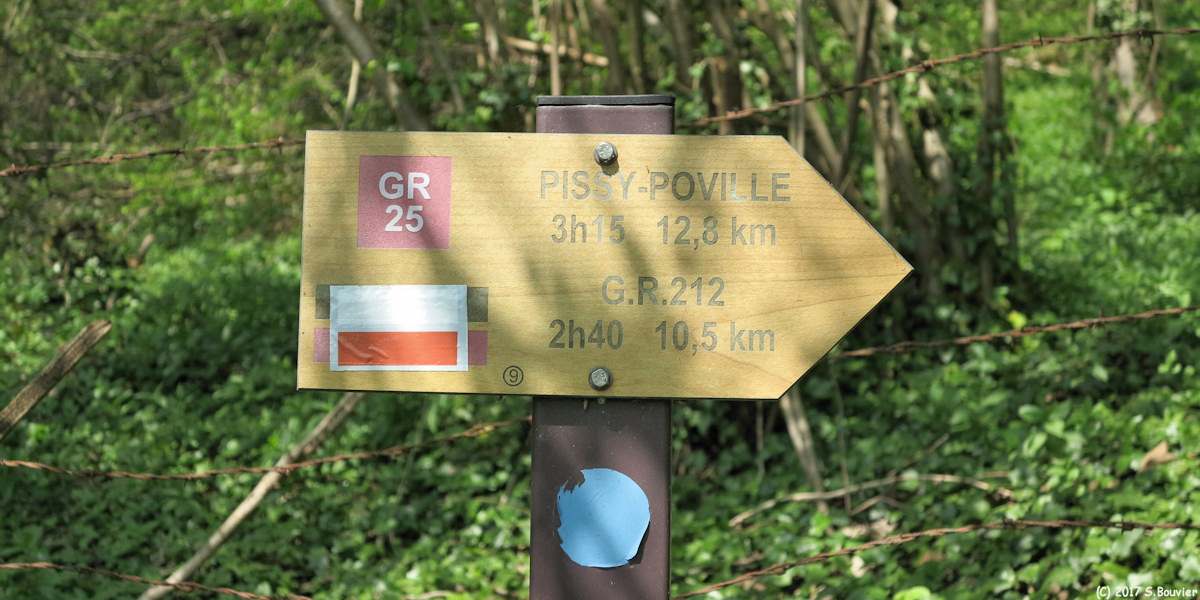 GR
25
PISSY-POVILLE
3h15 12,8 km
G.R.212
2h40 10,5 km
9
(C) 2017 S.Bouvier